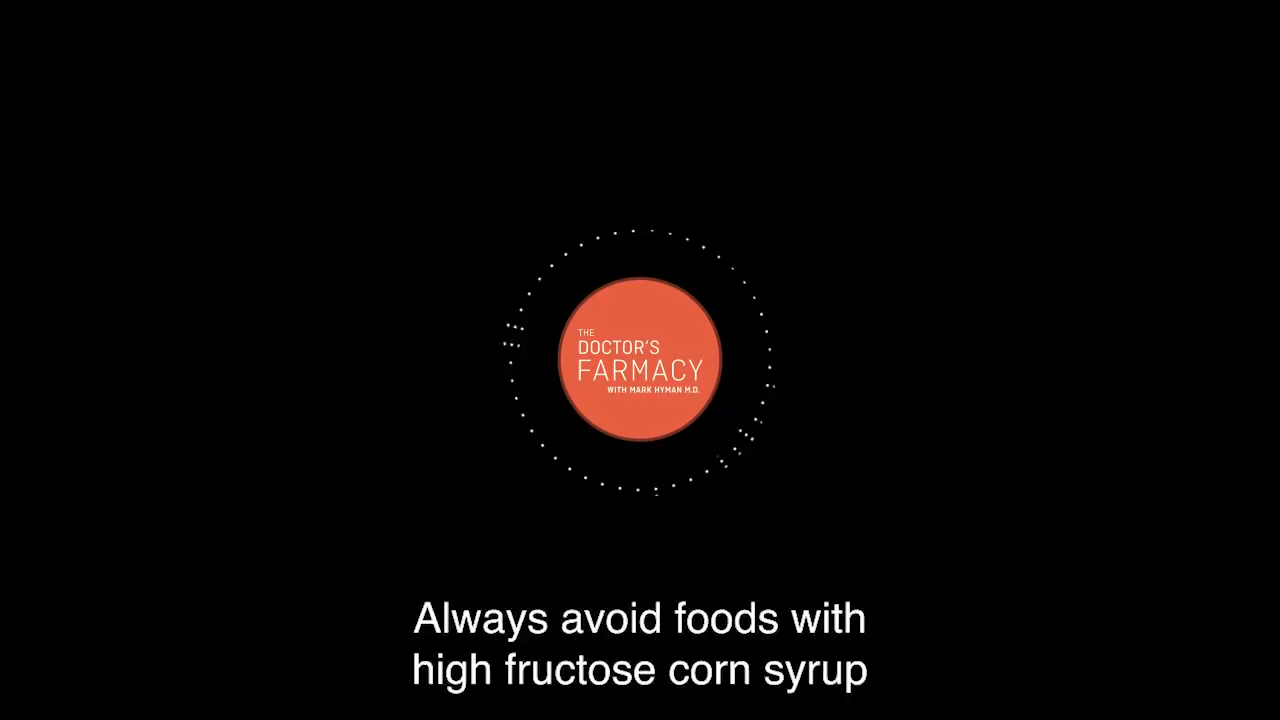 THE
DOCTOR'S
FARMACY
WITH MARK HYMAN M.D.
Always avoid foods with
high fructose corn syrup